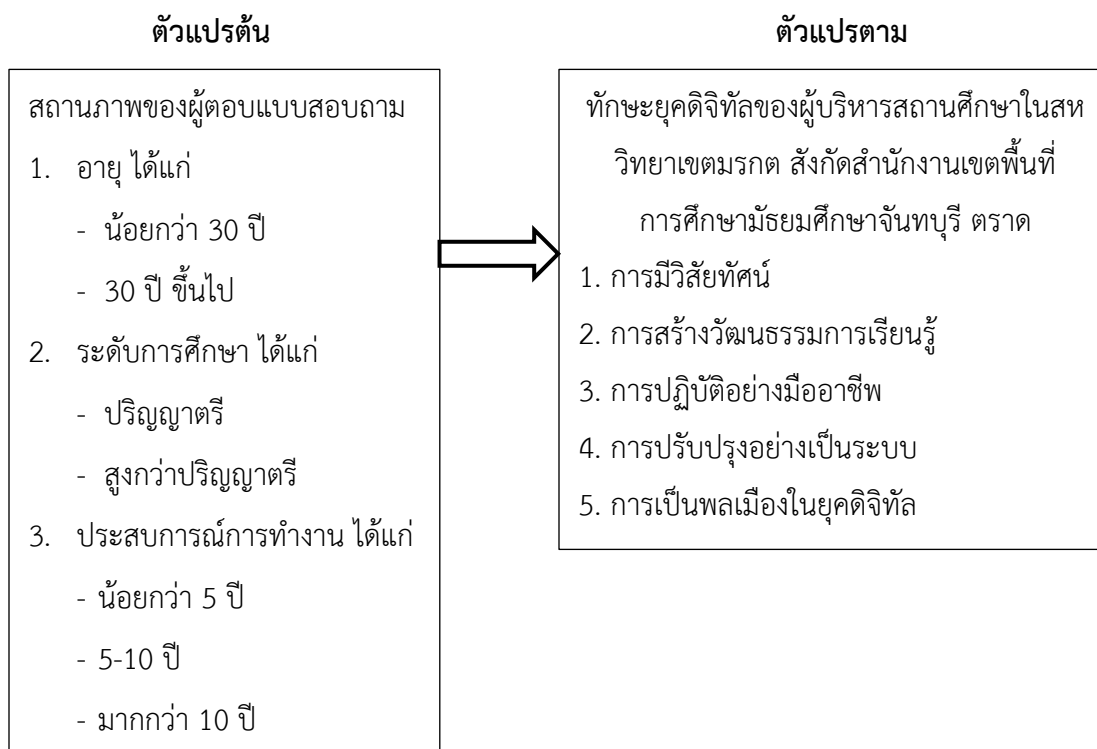 ตัวแปรต้น
สถานภาพของผู้ตอบแบบสอบถาม
1. อายุ ได้แก่
- น้อยกว่า 30 ปี
- 30 ปี ขึ้นไป
2. ระดับการศึกษา ได้แก่
- ปริญญาตรี
- สูงกว่าปริญญาตรี
3. ประสบการณ์การทำงาน ได้แก่
- น้อยกว่า 5 ปี
- 5-10 ปี
- มากกว่า 10 ปี
ตัวแปรตาม
ทักษะยุคดิจิทัลของผู้บริหารสถานศึกษาในสห
วิทยาเขตมรกต สังกัดสำนักงานเขตพื้นที่
การศึกษามัธยมศึกษาจันทบุรี ตราด
1. การมีวิสัยทัศน์
2. การสร้างวัฒนธรรมการเรียนรู้
3. การปฏิบัติอย่างมืออาชีพ
4. การปรับปรุงอย่างเป็นระบบ
5. การเป็นพลเมืองในยุคดิจิทัล